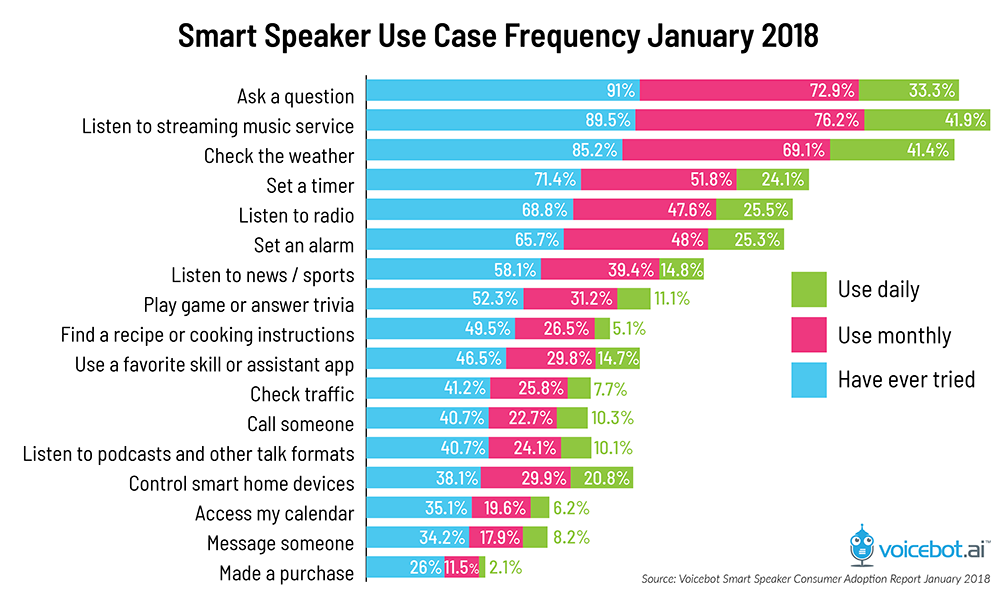 Smart Speaker Use Case Frequency January 2018
Ask a question 91% 72.9% 33.3%
Listen to streaming music service 89.5% 76.2% 41.9%
Check the weather 85.2% 69.1% 41.4%
Set a timer 71.4% 51.8% 24.1%
Listen to radio 68.8% 47.6% 25.5%
Set an alarm 65.7% 48% 25.3%
Listen to news / sports 58.1% 39.4% 14.8%
Play game or answer trivia 52.3% 31.2% 11.1%
Find a recipe or cooking instructions 49.5% 26.5% 5.1%
Use a favorite skill or assistant app 46.5% 29.8% 14.7%
Check traffic 41.2% 25.8% 7.7%
Call someone 40.7% 22.7% 10.3%
Listen to podcasts and other talk formats 40.7% 24.1% 10.1%
Control smart home devices 38.1% 29.9% 20.8%
Access my calendar 35.1% 19.6% 6.2%
Message someone 34.2% 17.9% 8.2%
Made a purchase 26% 11.5% 2.1%
Use daily
Use monthly
Have ever tried
voicebot.ai™
Source: Voicebot Smart Speaker Consumer Adoption Report January 2018